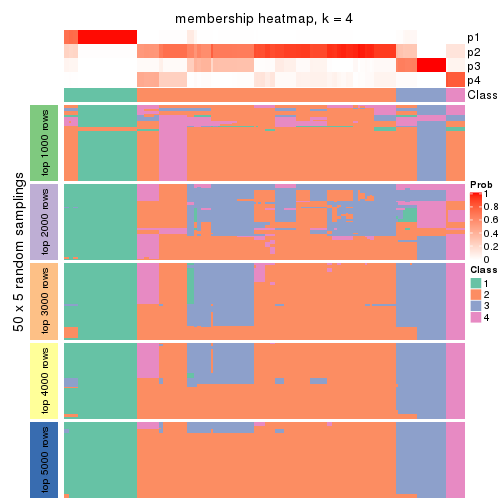 membership heatmap, k = 4
p1
p2
p3
p4
Class
50 x 5 random samplings
top 1000 rows
top 2000 rows
top 3000 rows
top 4000 rows
top 5000 rows
Prob
1
0.8
0.6
0.4
0.2
0
Class
1
2
3
4